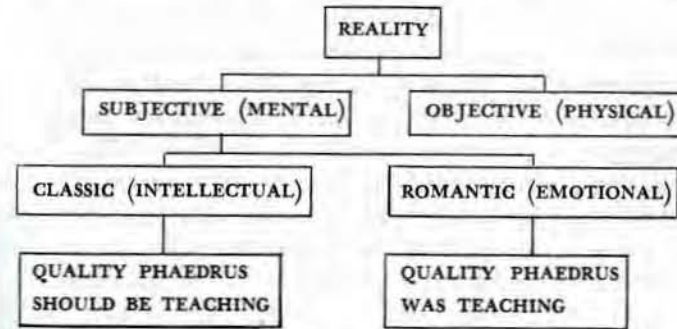 REALITY
SUBJECTIVE (MENTAL)
OBJECTIVE (PHYSICAL)
CLASSIC (INTELLECTUAL)
ROMANTIC (EMOTIONAL)
QUALITY PHAEDRUS
SHOULD BE TEACHING
QUALITY PHAEDRUS
WAS TEACHING